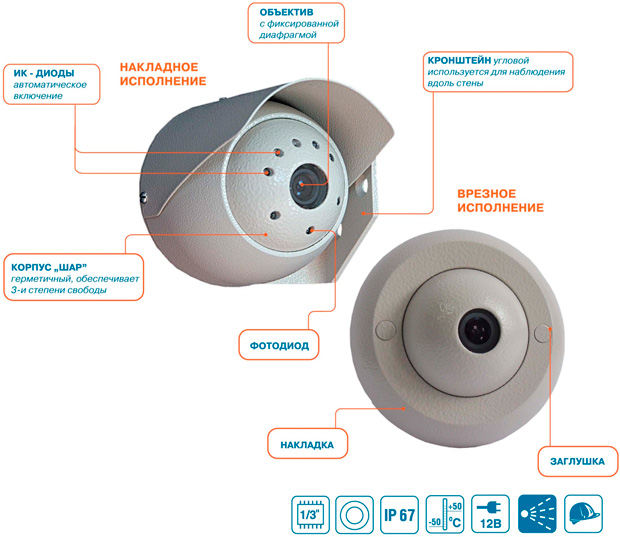 ОБЪЕКТИВ
с фиксированной
диафрагмой
НАКЛАДНОЕ
ИСПОЛНЕНИЕ
ИК - ДИОДЫ
автоматическое
включение
КРОНШТЕЙН угловой
используется для наблюдения
вдоль стены
ВРЕЗНОЕ
ИСПОЛНЕНИЕ
КОРПУС „ШАР”
герметичный, обеспечивает
3-и степени свободы
ФОТОДИОД
НАКЛАДКА
ЗАГЛУШКА
1/3"
IP 67
+50
-50 °C
12В